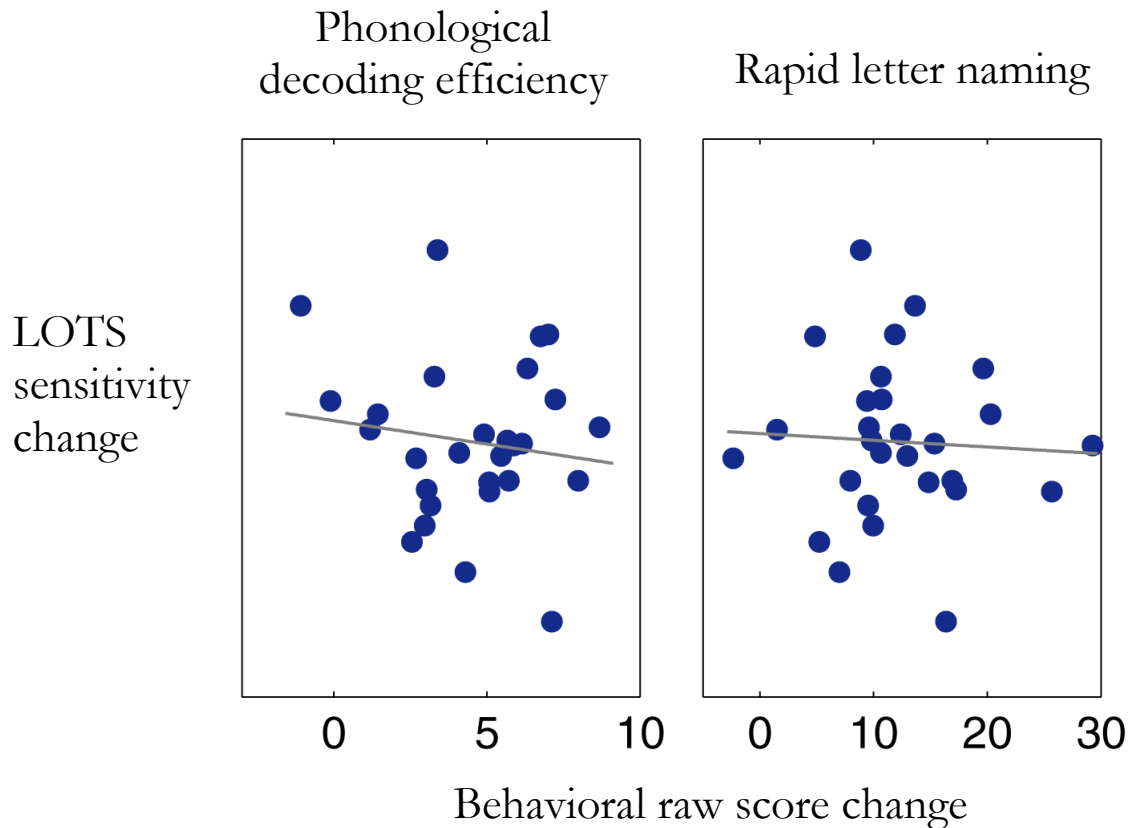 Phonological
decoding efficiency
Rapid letter naming
LOTS
sensitivity
change
0 5 10
0 10 20 30
Behavioral raw score change